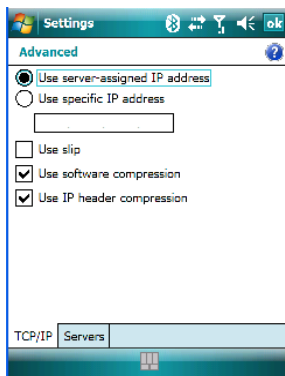 Settings
ok
Advanced
?
Use server-assigned IP address
Use specific IP address
. . .
Use slip
Use software compression
Use IP header compression
TCP/IP Servers